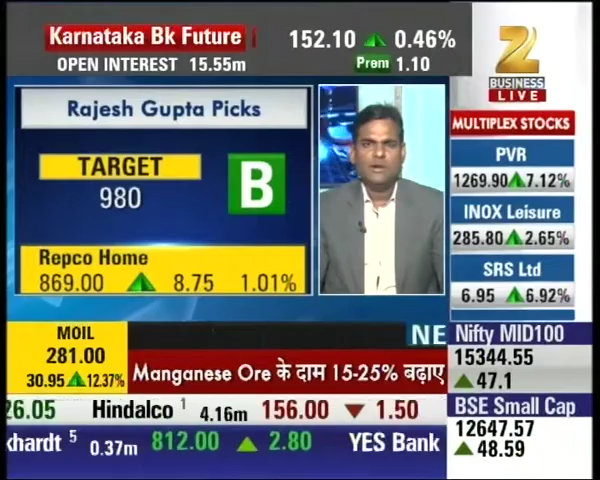 Karnataka Bk Future
152.10 0.46%
OPEN INTEREST 15.55m
Prem 1.10
Z
BUSINESS
LIVE
Rajesh Gupta Picks
TARGET
980
B
Repco Home
869.00 8.75 1.01%
MULTIPLEX STOCKS
PVR
1269.90 7.12%
INOX Leisure
285.80 2.65%
SRS Ltd
6.95 6.92%
MOIL
281.00
30.95 12.37%
NE
Manganese Ore के दाम 15-25% बढ़ाए
Nifty MID100
15344.55
47.1
BSE Small Cap
12647.57
48.59
26.05 Hindalco 1 4.16m 156.00 1.50
khardt 5 0.37m 812.00 2.80 YES Bank